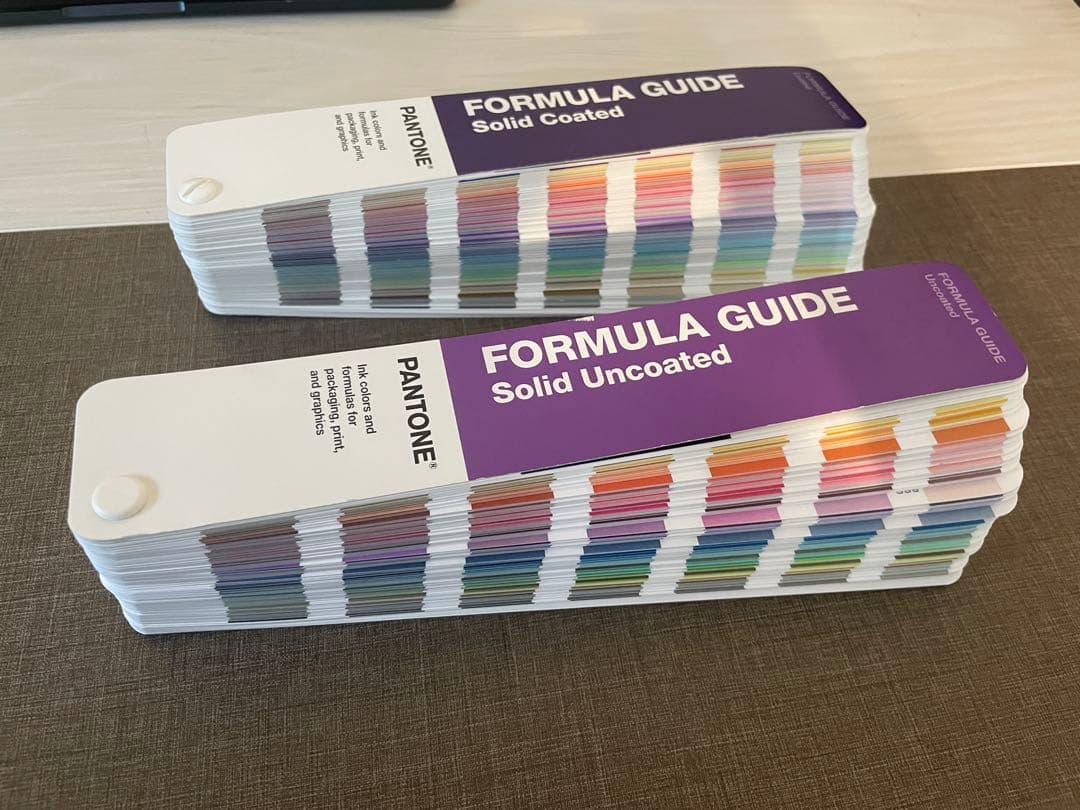 FORMULA GUIDE
Solid Coated
PANTONE®
Ink colors and
formulas for
packaging, print,
and graphics
FORMULA GUIDE
Coated
FORMULA GUIDE
Solid Uncoated
PANTONE®
Ink colors and
formulas for
packaging, print,
and graphics
FORMULA GUIDE
Uncoated